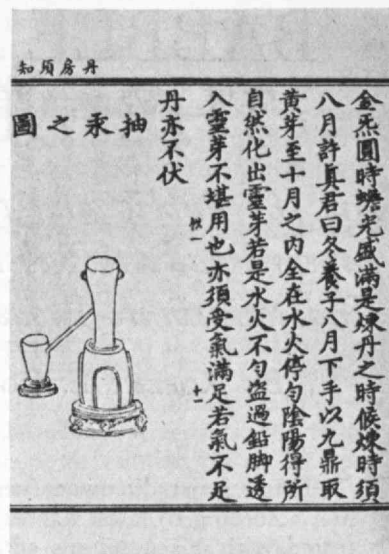 丹房須知
金炁圓時蟾光盛滿是煉丹之時候煉時須
八月許真君曰冬養子八月下手以九鼎取
黃芽至十月之內全在水火停勻陰陽得所
自然化出靈芽若是水火不勻盜過鉛脚透
入靈芽不堪用也亦須受氣滿足若氣不足
十一
丹亦不伏
抽汞之圖